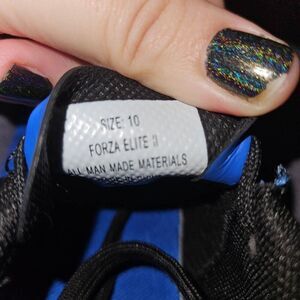 SIZE: 10
FORZA ELITE II
ALL MAN MADE MATERIALS